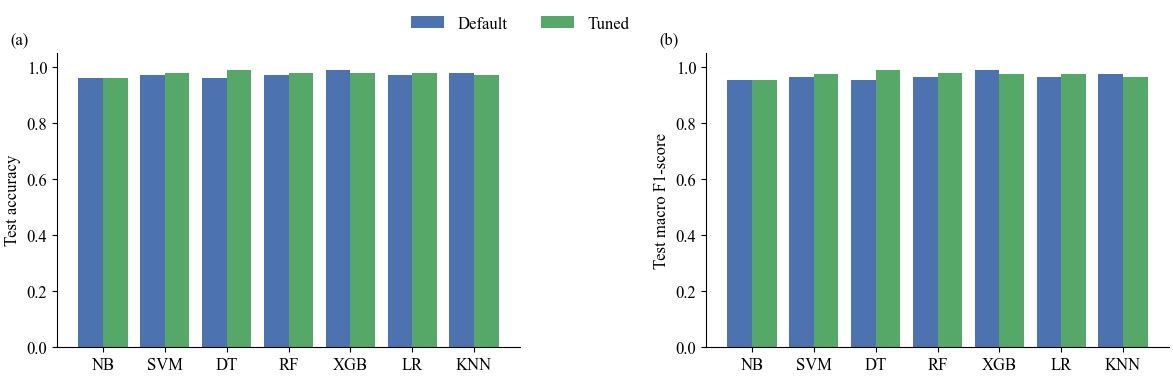 Default Tuned
(a)
Test accuracy
1.0
0.8
0.6
0.4
0.2
0.0
NB SVM DT RF XGB LR KNN
(b)
Test macro F1-score
1.0
0.8
0.6
0.4
0.2
0.0
NB SVM DT RF XGB LR KNN